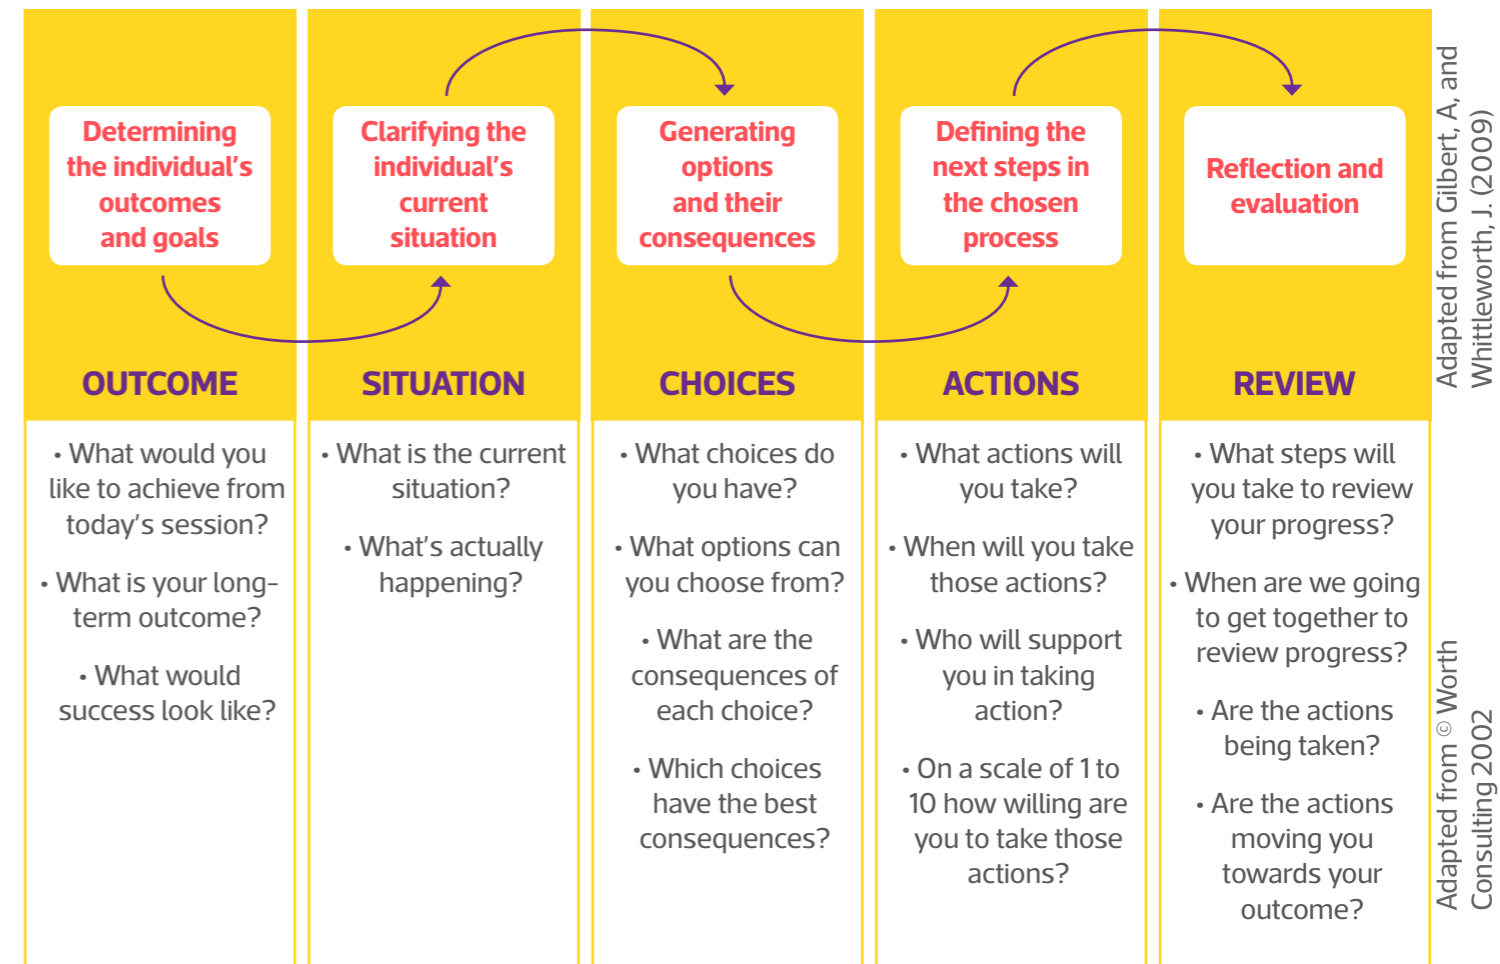 Determining
the individual's
outcomes
and goals
OUTCOME
• What would you
like to achieve from
today's session?
• What is your long-
term outcome?
• What would
success look like?
Clarifying the
individual's
current
situation
SITUATION
• What is the current
situation?
• What's actually
happening?
Generating
options
and their
consequences
CHOICES
• What choices do
you have?
• What options can
you choose from?
• What are the
consequences of
each choice?
• Which choices
have the best
consequences?
Defining the
next steps in
the chosen
process
ACTIONS
• What actions will
you take?
• When will you take
those actions?
• Who will support
you in taking
action?
• On a scale of 1 to
10 how willing are
you to take those
actions?
Reflection and
evaluation
REVIEW
• What steps will
you take to review
your progress?
• When are we going
to get together to
review progress?
• Are the actions
being taken?
• Are the actions
moving you
towards your
outcome?
Adapted from Gilbert, A, and
Whittleworth, J. (2009)
Adapted from © Worth
Consulting 2002